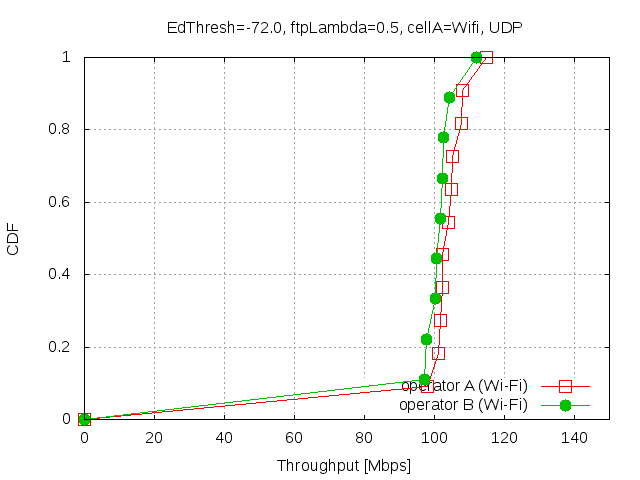 EdThresh=-72.0, ftpLambda=0.5, cellA=Wifi, UDP
1
0.8
0.6
0.4
0.2
0
CDF
operator A (Wi-Fi)
operator B (Wi-Fi)
0 20 40 60 80 100 120 140
Throughput [Mbps]